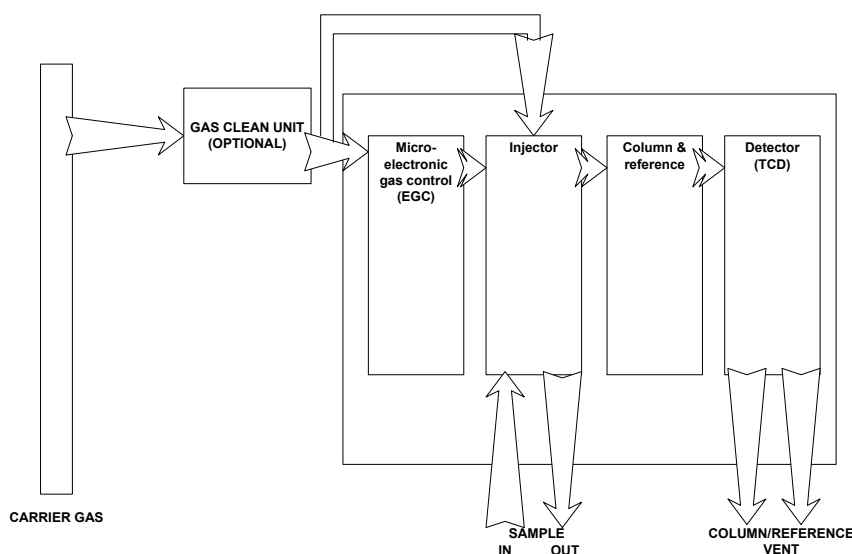 GAS CLEAN UNIT
(OPTIONAL)
Micro-
electronic
gas control
(EGC)
Injector
Column &
reference
Detector
(TCD)
CARRIER GAS
SAMPLE
IN OUT
COLUMN/REFERENCE
VENT